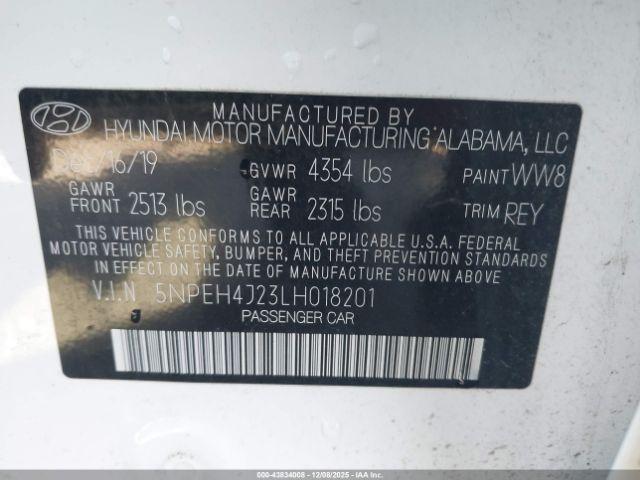 MANUFACTURED BY
HYUNDAI MOTOR MANUFACTURING ALABAMA, LLC
Dec/16/19 GVWR 4354 lbs PAINT WW8
GAWR FRONT 2513 lbs GAWR REAR 2315 lbs TRIM REY
THIS VEHICLE CONFORMS TO ALL APPLICABLE U.S.A. FEDERAL
MOTOR VEHICLE SAFETY, BUMPER, AND THEFT PREVENTION
STANDARDS IN EFFECT ON THE DATE OF MANUFACTURE SHOWN ABOVE.
V.I.N 5NPEH4J23LH018201
PASSENGER CAR
000-43834008 12/08/2025 COPYRIGHT IAA, LLC.